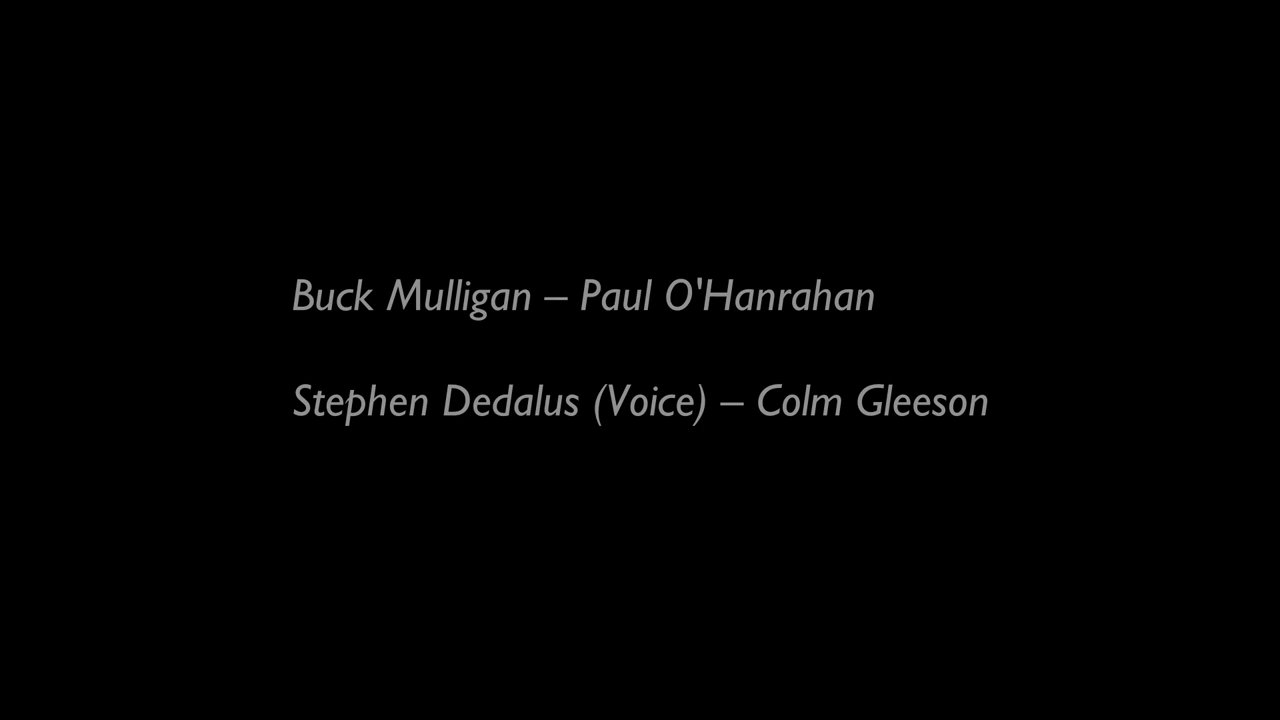 Buck Mulligan – Paul O'Hanrahan
Stephen Dedalus (Voice) – Colm Gleeson